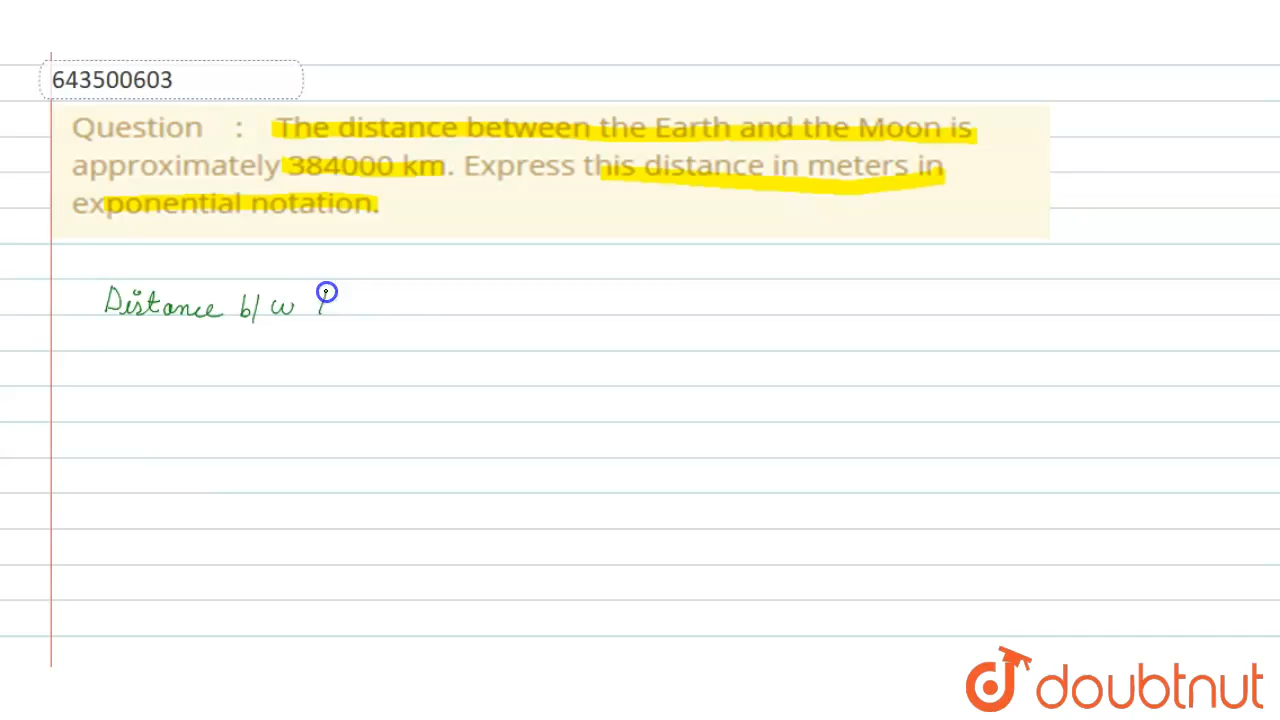 643500603
Question : The distance between the Earth and the Moon is
approximately 384000 km. Express this distance in meters in
exponential notation.
Distance b/w
doubtnut